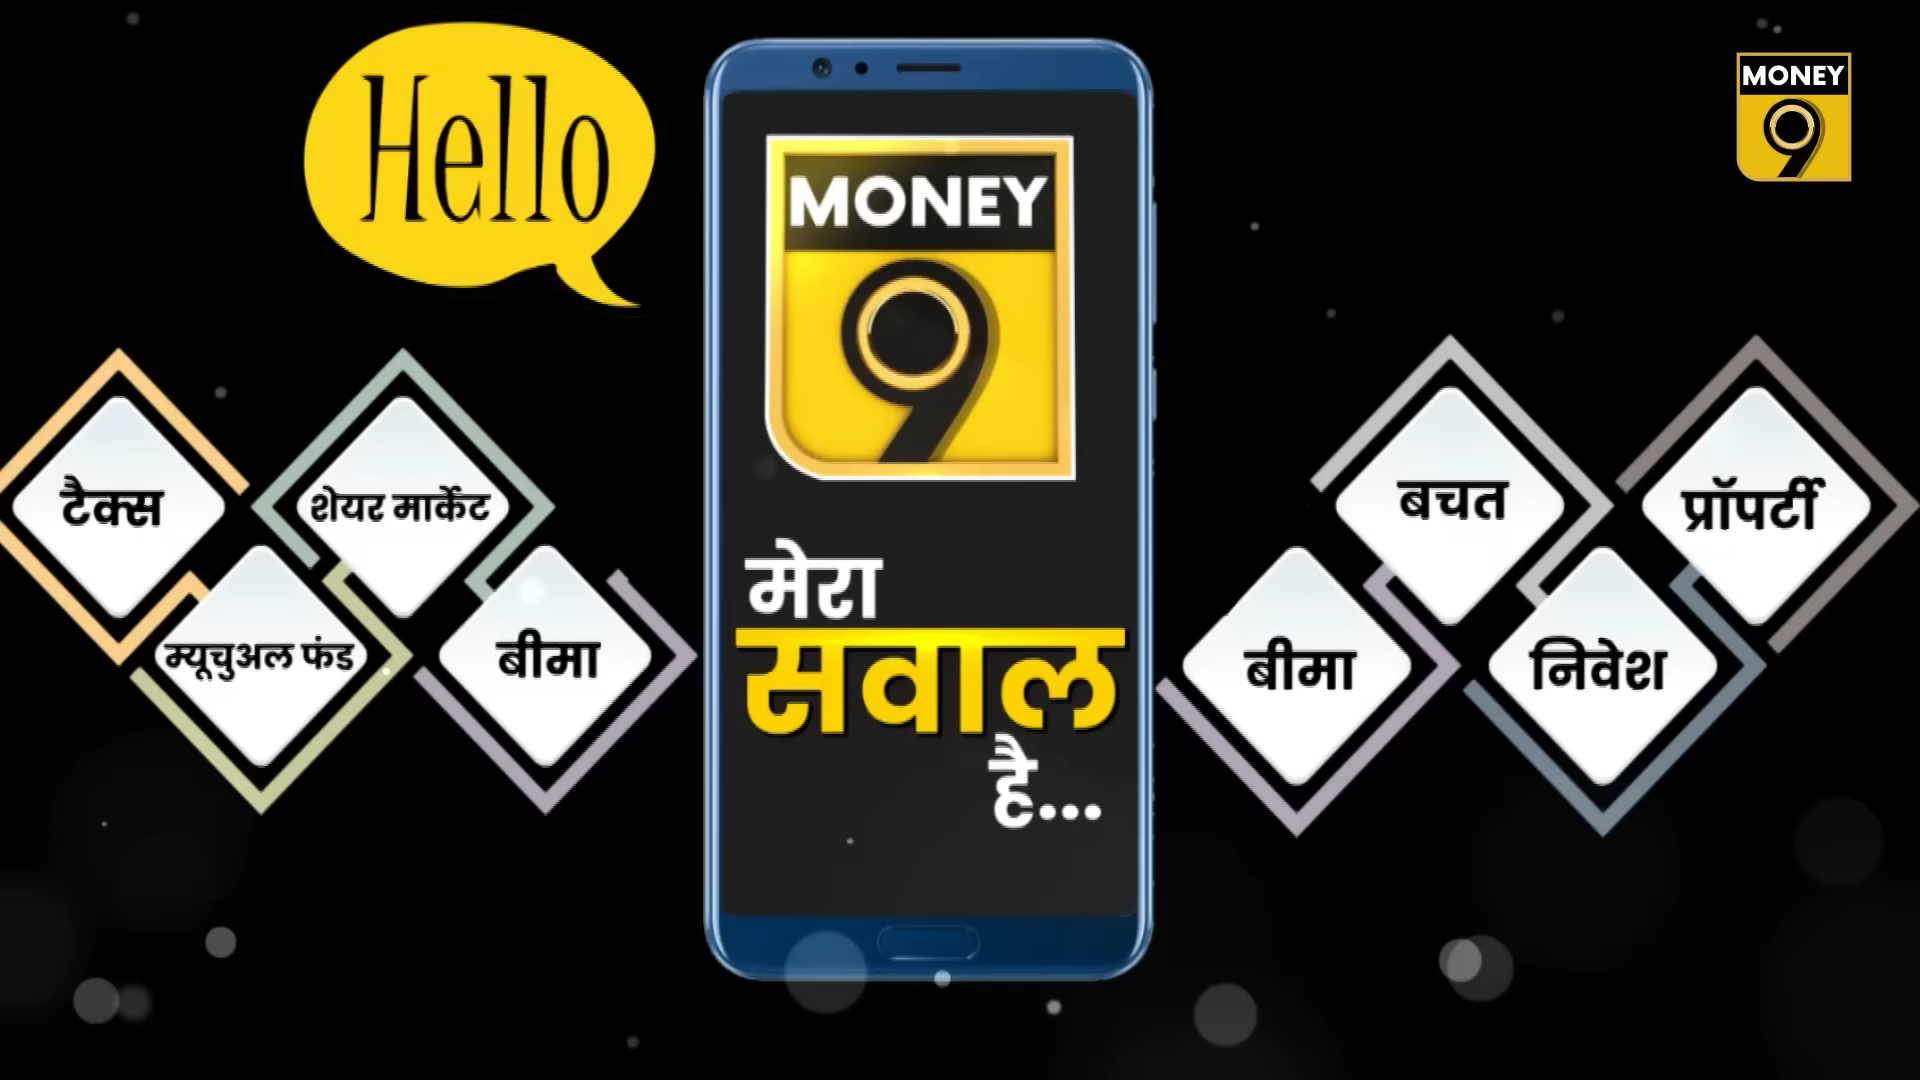 Hello
MONEY
9
MONEY
9
मेरा
सवाल
है...
टैक्स
शेयर मार्केट
म्यूचुअल फंड
बीमा
बचत
प्रॉपर्टी
बीमा
निवेश